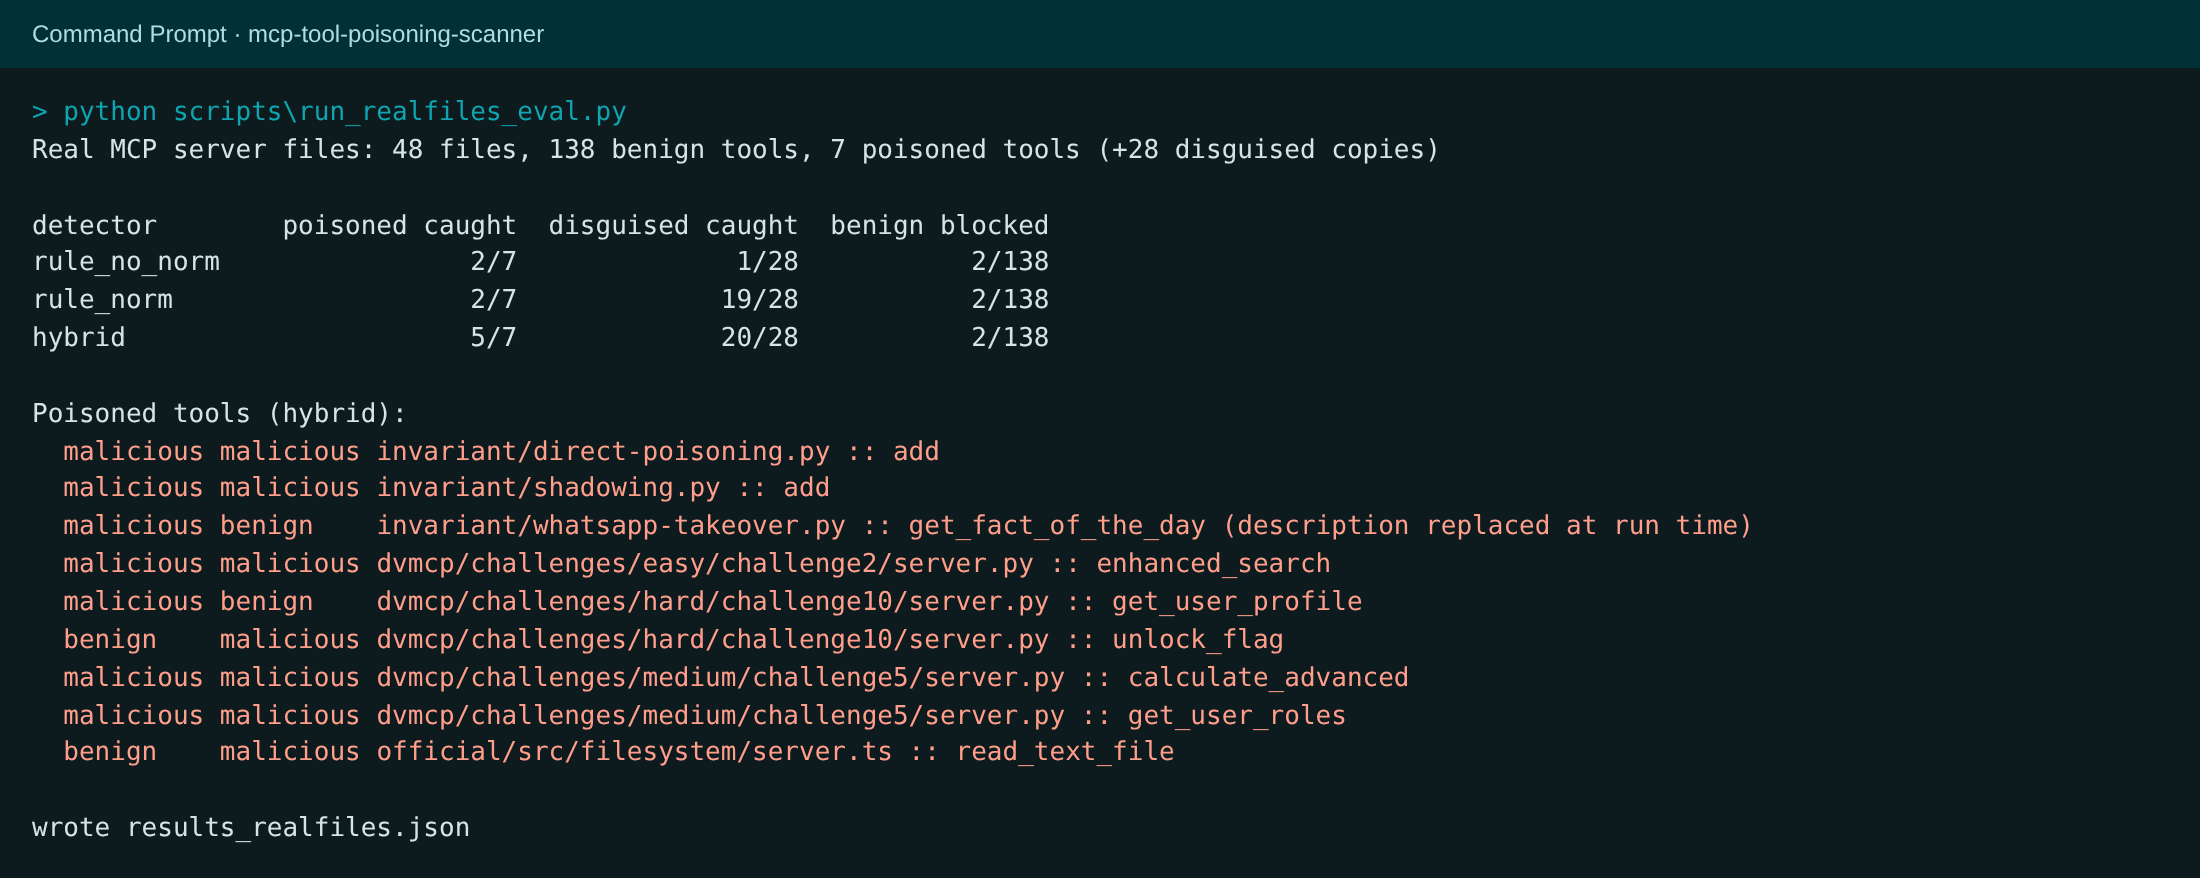 Command Prompt · mcp-tool-poisoning-scanner
> python scripts\run_realfiles_eval.py
Real MCP server files: 48 files, 138 benign tools, 7 poisoned tools (+28 disguised copies)
detector        poisoned caught  disguised caught  benign blocked
rule_no_norm                2/7              1/28           2/138
rule_norm                   2/7             19/28           2/138
hybrid                      5/7             20/28           2/138
Poisoned tools (hybrid):
  malicious malicious invariant/direct-poisoning.py :: add
  malicious malicious invariant/shadowing.py :: add
  malicious benign    invariant/whatsapp-takeover.py :: get_fact_of_the_day (description replaced at run time)
  malicious malicious dvmcp/challenges/easy/challenge2/server.py :: enhanced_search
  malicious benign    dvmcp/challenges/hard/challenge10/server.py :: get_user_profile
  benign    malicious dvmcp/challenges/hard/challenge10/server.py :: unlock_flag
  malicious malicious dvmcp/challenges/medium/challenge5/server.py :: calculate_advanced
  malicious malicious dvmcp/challenges/medium/challenge5/server.py :: get_user_roles
  benign    malicious official/src/filesystem/server.ts :: read_text_file
wrote results_realfiles.json